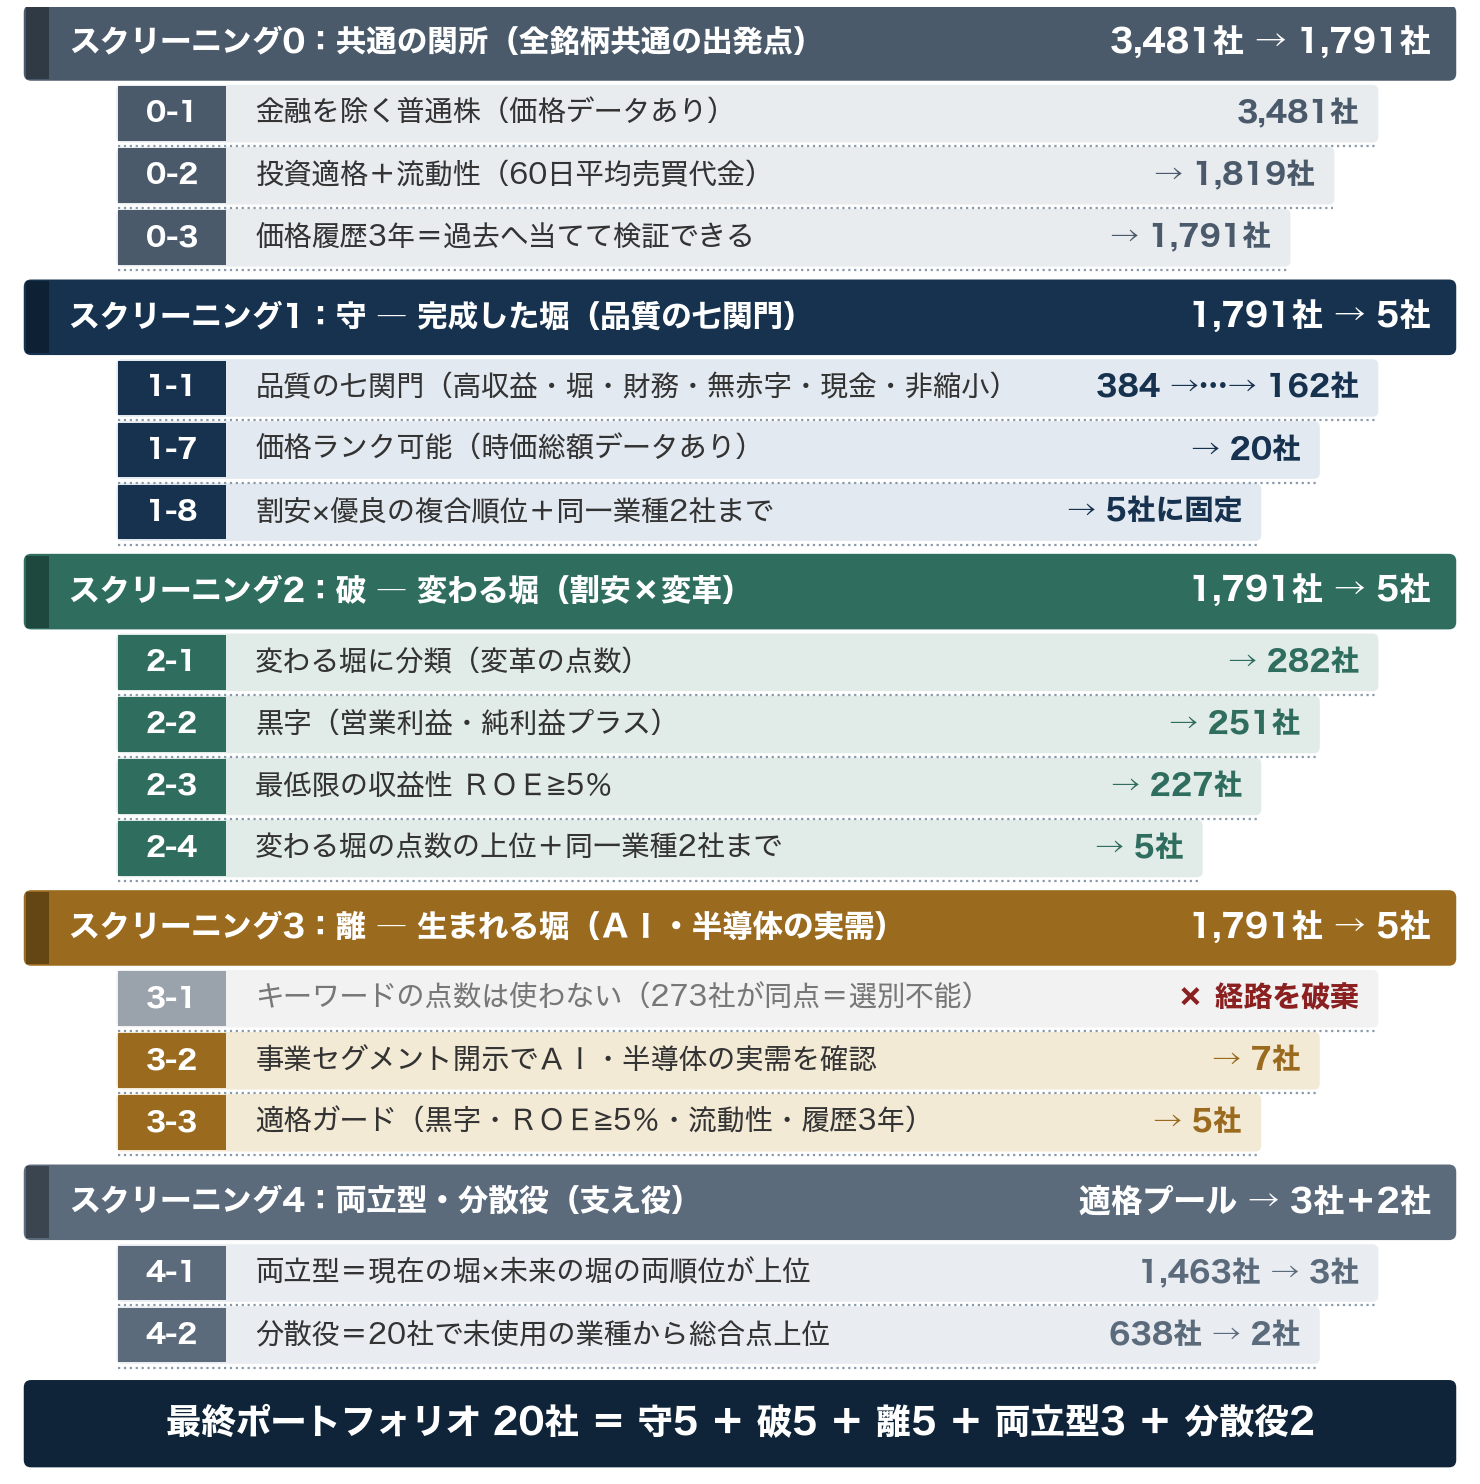 スクリーニング0：共通の関所（全銘柄共通の出発点） 3,481社 → 1,791社
0-1 金融を除く普通株（価格データあり） 3,481社
0-2 投資適格＋流動性（60日平均売買代金） → 1,819社
0-3 価格履歴3年＝過去へ当てて検証できる → 1,791社
スクリーニング1：守 ― 完成した堀（品質の七関門） 1,791社 → 5社
1-1 品質の七関門（高収益・堀・財務・無赤字・現金・非縮小） 384 →…→ 162社
1-7 価格ランク可能（時価総額データあり） → 20社
1-8 割安×優良の複合順位＋同一業種2社まで → 5社に固定
スクリーニング2：破 ― 変わる堀（割安×変革） 1,791社 → 5社
2-1 変わる堀に分類（変革の点数） → 282社
2-2 黒字（営業利益・純利益プラス） → 251社
2-3 最低限の収益性 ＲＯＥ≧5% → 227社
2-4 変わる堀の点数の上位＋同一業種2社まで → 5社
スクリーニング3：離 ― 生まれる堀（ＡＩ・半導体の実需） 1,791社 → 5社
3-1 キーワードの点数は使わない（273社が同点＝選別不能） × 経路を破棄
3-2 事業セグメント開示でＡＩ・半導体の実需を確認 → 7社
3-3 適格ガード（黒字・ＲＯＥ≧5%・流動性・履歴3年） → 5社
スクリーニング4：両立型・分散役（支え役） 適格プール → 3社＋2社
4-1 両立型＝現在の堀×未来の堀の両順位が上位 1,463社 → 3社
4-2 分散役＝20社で未使用の業種から総合点上位 638社 → 2社
最終ポートフォリオ 20社 ＝ 守5 ＋ 破5 ＋ 離5 ＋ 両立型3 ＋ 分散役2